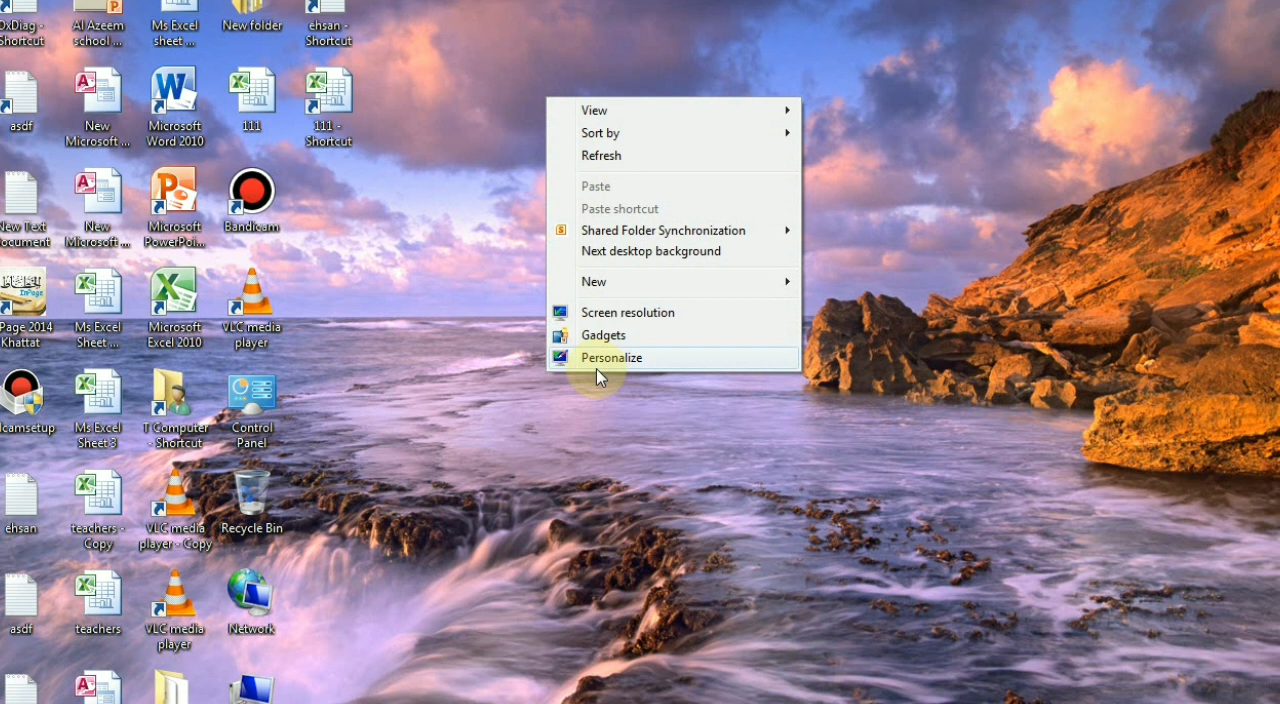 DxDiag -
Shortcut
Al Azeem
school ...
Ms Excel
sheet ...
New folder
ehsan -
Shortcut
asdf
New
Microsoft ...
Microsoft
Word 2010
111
111 -
Shortcut
New Text
Document
New
Microsoft ...
Microsoft
PowerPoi...
Bandicam
InPage
Page 2014
Khattat
Ms Excel
Sheet ...
Microsoft
Excel 2010
VLC media
player
dcamsetup
Ms Excel
Sheet 3
T Computer
- Shortcut
Control
Panel
ehsan
teachers -
Copy
VLC media
player - Copy
Recycle Bin
asdf
teachers
VLC media
player
Network
View
Sort by
Refresh
Paste
Paste shortcut
Shared Folder Synchronization
Next desktop background
New
Screen resolution
Gadgets
Personalize